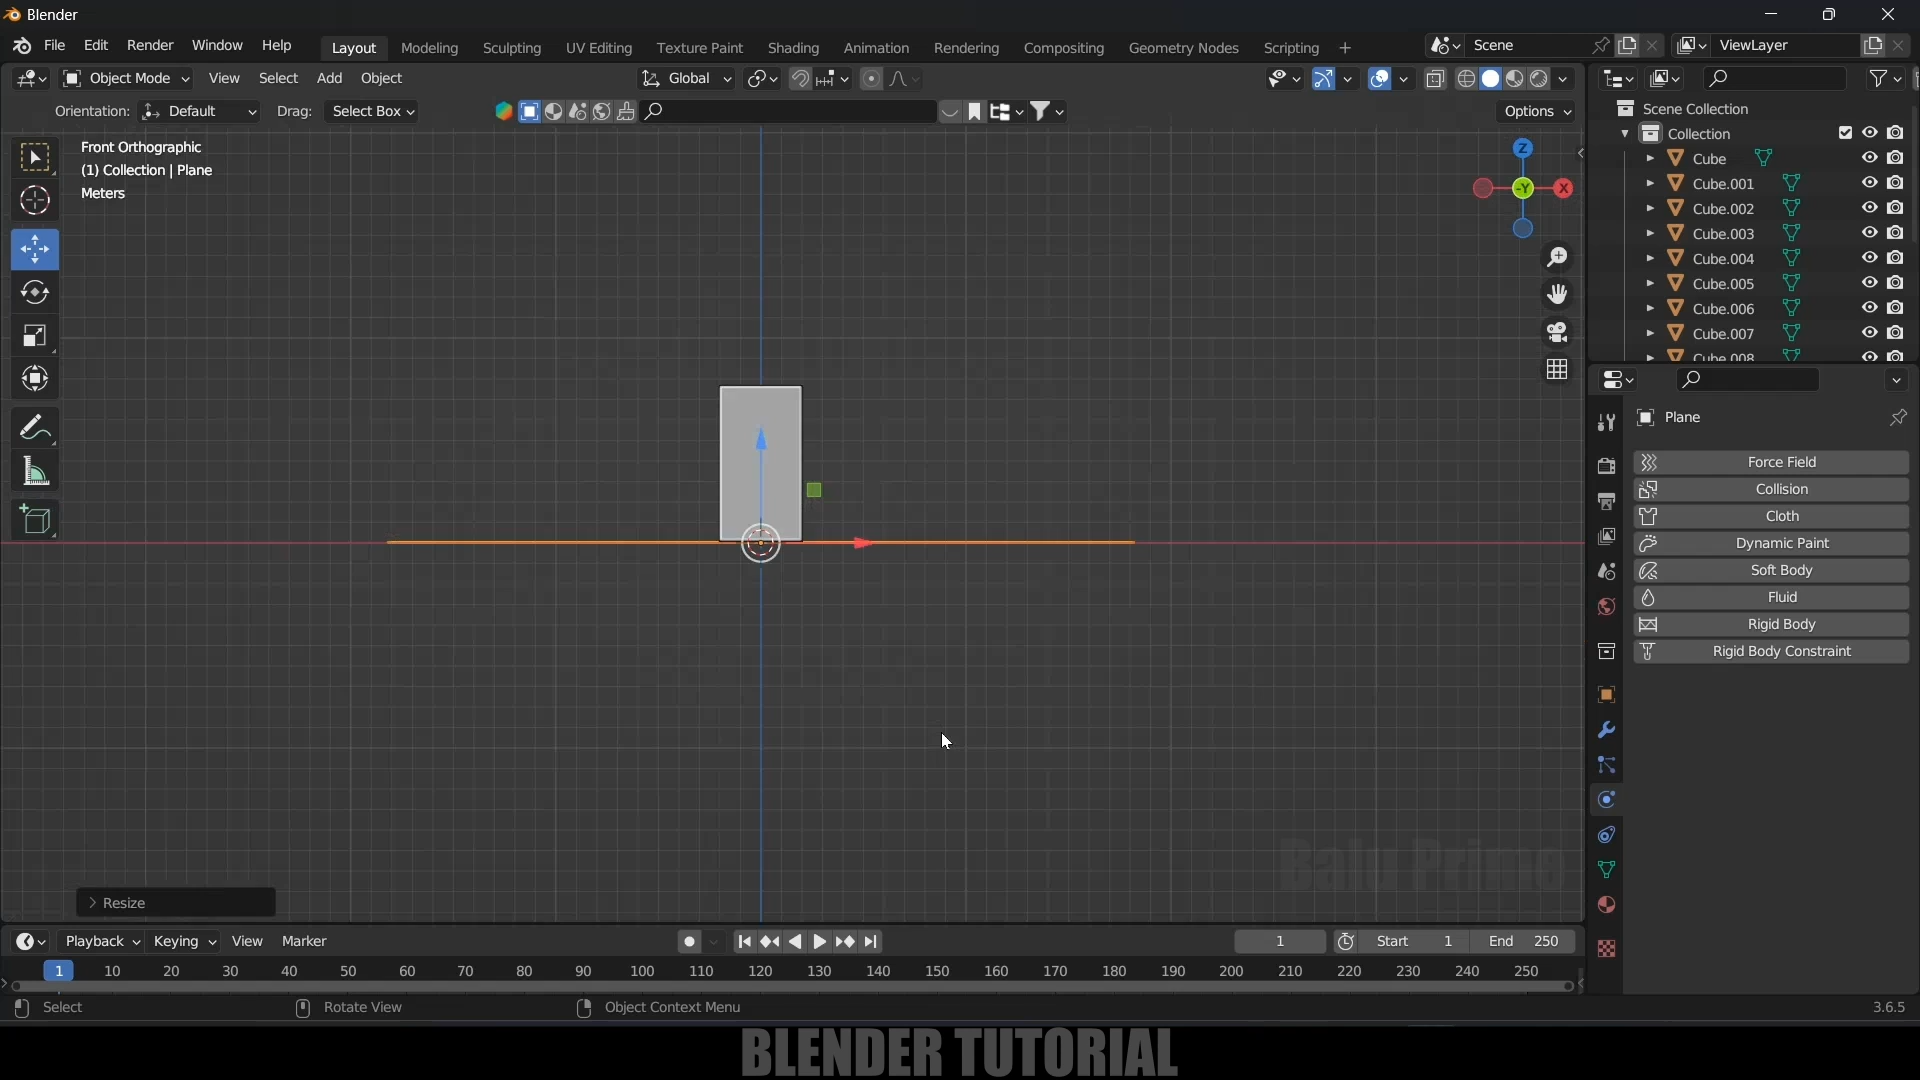 Blender
File Edit Render Window Help Layout Modeling Sculpting UV Editing Texture Paint Shading Animation Rendering Compositing Geometry Nodes Scripting + Scene ViewLayer
Object Mode View Select Add Object Global
Orientation: Default Drag: Select Box Options
Front Orthographic
(1) Collection | Plane
Meters
Z
-Y X
Scene Collection
Collection
Cube
Cube.001
Cube.002
Cube.003
Cube.004
Cube.005
Cube.006
Cube.007
Cube.008
Plane
Force Field
Collision
Cloth
Dynamic Paint
Soft Body
Fluid
Rigid Body
Rigid Body Constraint
Balu Primo
Resize
Playback Keying View Marker 1 Start 1 End 250
1 10 20 30 40 50 60 70 80 90 100 110 120 130 140 150 160 170 180 190 200 210 220 230 240 250
Select Rotate View Object Context Menu 3.6.5
BLENDER TUTORIAL